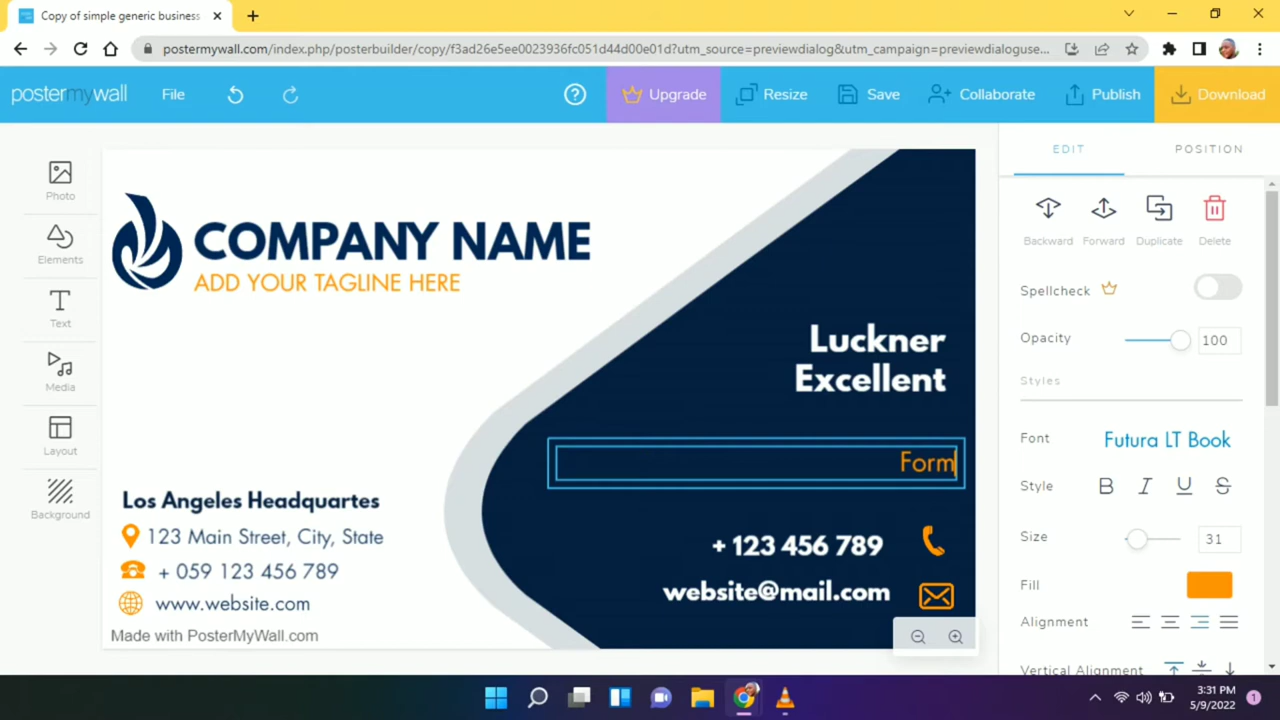 Copy of simple generic business
postermywall.com/index.php/posterbuilder/copy/f3ad26e5ee0023936fc051d44d00e01d?utm_source=previewdialog&utm_campaign=previewdialoguse...
postermywall
File
Upgrade
Resize
Save
Collaborate
Publish
Download
Photo
Elements
Text
Media
Layout
Background
COMPANY NAME
ADD YOUR TAGLINE HERE
Luckner
Excellent
Form
Los Angeles Headquartes
123 Main Street, City, State
+ 059 123 456 789
www.website.com
Made with PosterMyWall.com
+ 123 456 789
website@mail.com
EDIT
POSITION
Backward
Forward
Duplicate
Delete
Spellcheck
Opacity
100
Styles
Font
Futura LT Book
Style
B I U S
Size
31
Fill
Alignment
Vertical Alignment
3:31 PM
5/9/2022
1